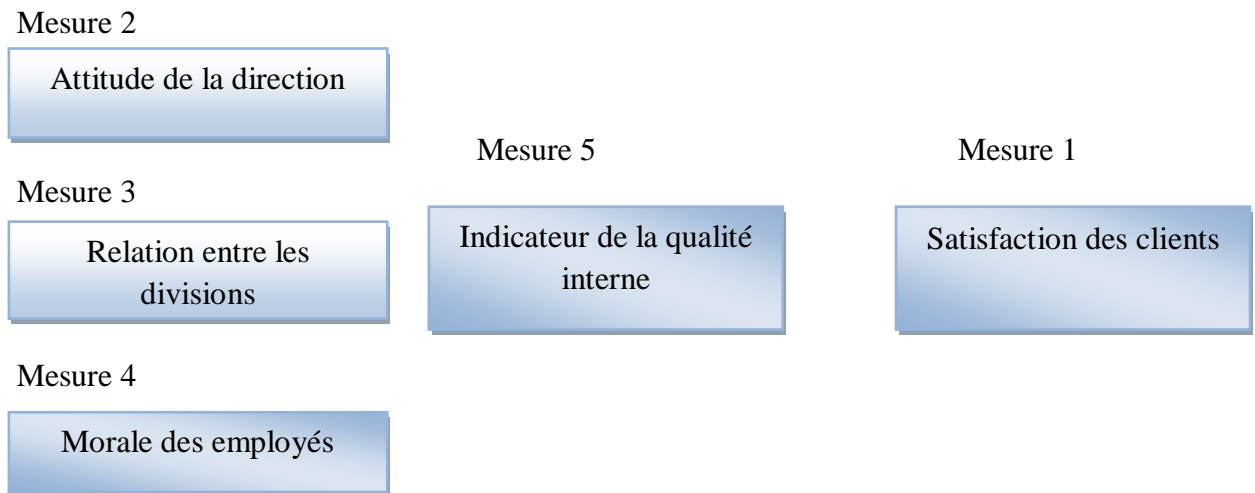 Mesure 2
Attitude de la direction
Mesure 3
Relation entre les
divisions
Mesure 4
Morale des employés
Mesure 5
Indicateur de la qualité
interne
Mesure 1
Satisfaction des clients